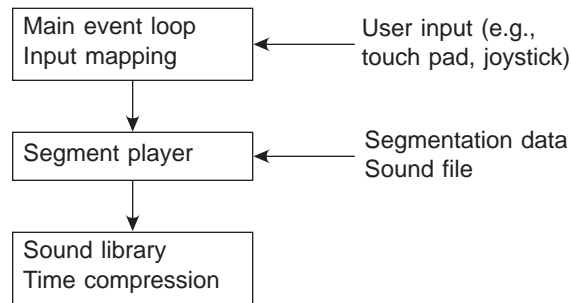 Main event loop
Input mapping
User input (e.g.,
touch pad, joystick)
Segment player
Segmentation data
Sound file
Sound library
Time compression